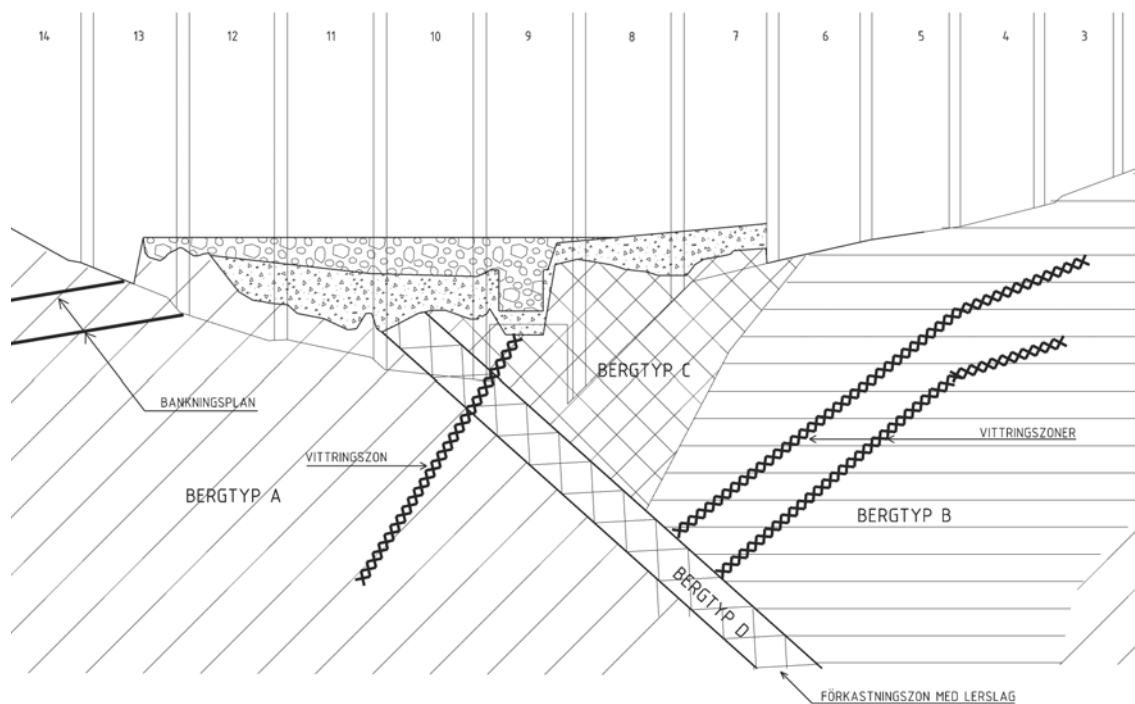 14 13 12 11 10 9 8 7 6 5 4 3
BERGTYP C
BANKNINGSPLAN
VITTRINGSZONER
VITTRINGSZON
BERGTYP A
BERGTYP B
BERGTYP D
FÖRKASTNINGSZON MED LERSLAG